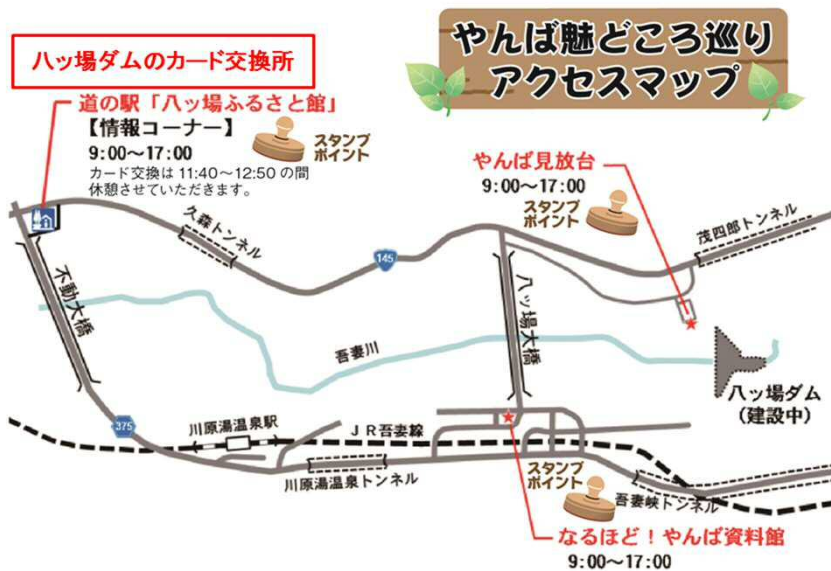 やんば魅どころ巡り
アクセスマップ
八ッ場ダムのカード交換所
道の駅「八ッ場ふるさと館」
【情報コーナー】
9:00～17:00
カード交換は 11:40～12:50 の間
休憩させていただきます。
スタンプ
ポイント
やんば見放台
9:00～17:00
スタンプ
ポイント
久森トンネル
茂四郎トンネル
145
不動大橋
八ッ場大橋
吾妻川
八ッ場ダム
(建設中)
375
川原湯温泉駅
JR吾妻線
川原湯温泉トンネル
スタンプ
ポイント
吾妻峡トンネル
なるほど！やんば資料館
9:00～17:00